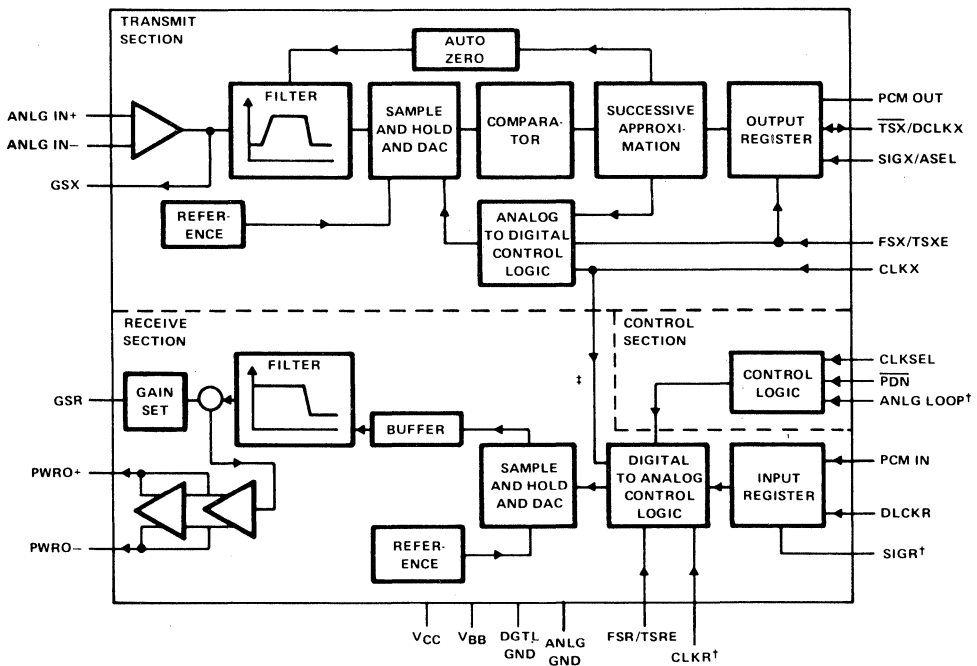 TRANSMIT
SECTION
AUTO
ZERO
FILTER
SAMPLE
AND HOLD
AND DAC
COMPARA-
TOR
SUCCESSIVE
APPROXI-
MATION
OUTPUT
REGISTER
PCM OUT
TSX/DCLKX
SIGX/ASEL
ANLG IN+
ANLG IN−
GSX
REFER-
ENCE
ANALOG
TO DIGITAL
CONTROL
LOGIC
FSX/TSXE
CLKX
RECEIVE
SECTION
CONTROL
SECTION
FILTER
GAIN
SET
GSR
BUFFER
‡
CONTROL
LOGIC
CLKSEL
PDN
ANLG LOOP†
PWRO+
PWRO−
SAMPLE
AND HOLD
AND DAC
DIGITAL
TO ANALOG
CONTROL
LOGIC
INPUT
REGISTER
PCM IN
DLCKR
SIGR†
REFER-
ENCE
VCC
VBB
DGTL
GND
ANLG
GND
FSR/TSRE
CLKR†